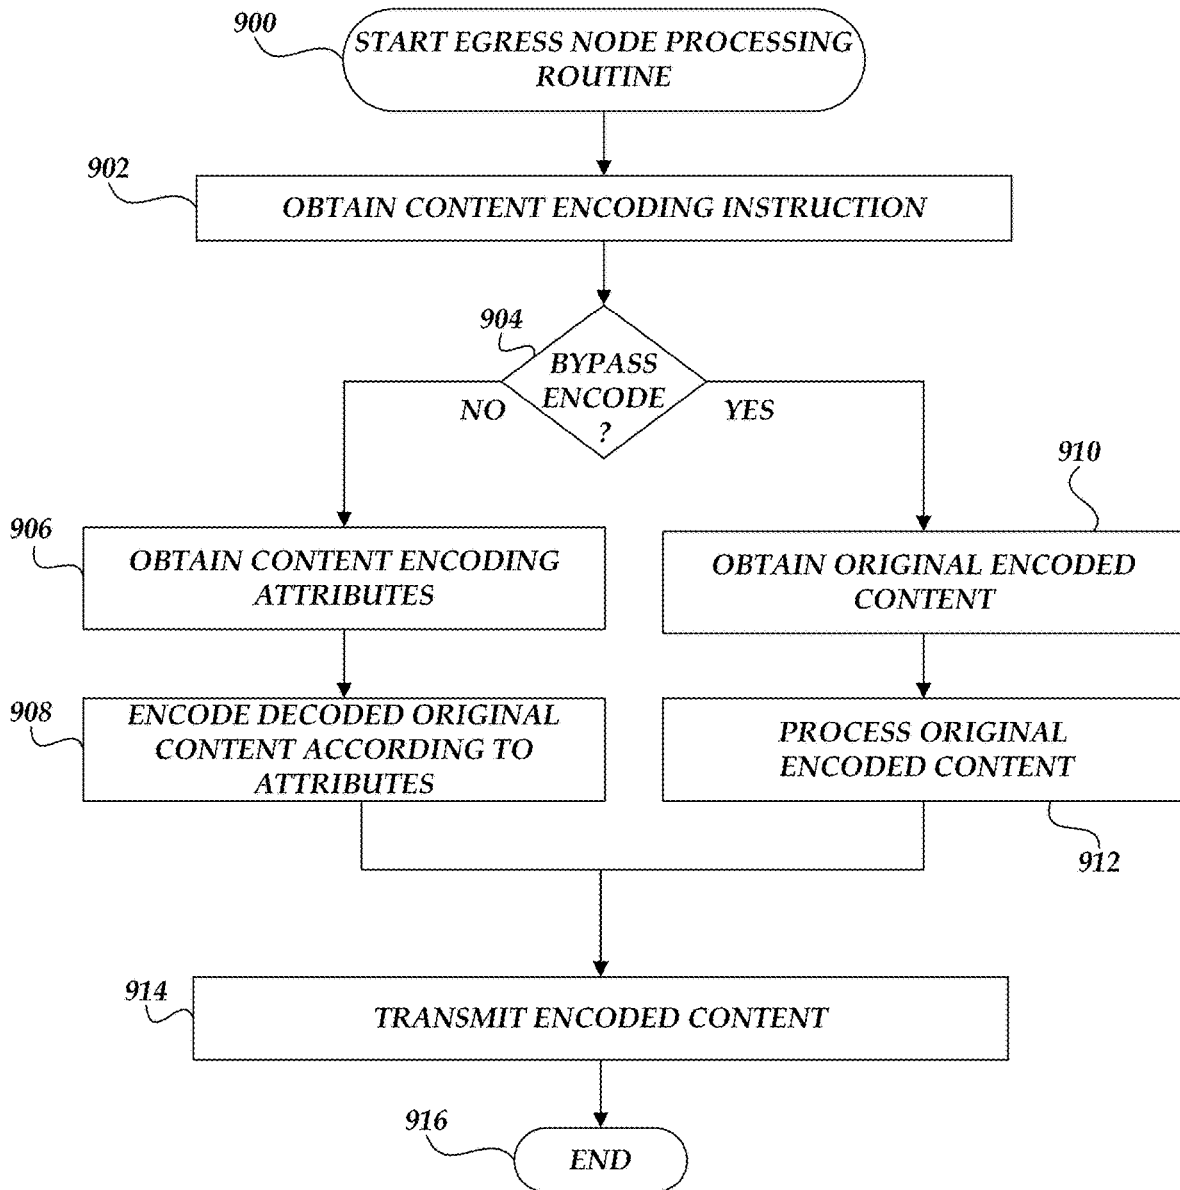 900
START EGRESS NODE PROCESSING
ROUTINE
902
OBTAIN CONTENT ENCODING INSTRUCTION
904
BYPASS
ENCODE
?
NO
YES
906
OBTAIN CONTENT ENCODING
ATTRIBUTES
908
ENCODE DECODED ORIGINAL
CONTENT ACCORDING TO
ATTRIBUTES
910
OBTAIN ORIGINAL ENCODED
CONTENT
PROCESS ORIGINAL
ENCODED CONTENT
912
914
TRANSMIT ENCODED CONTENT
916
END